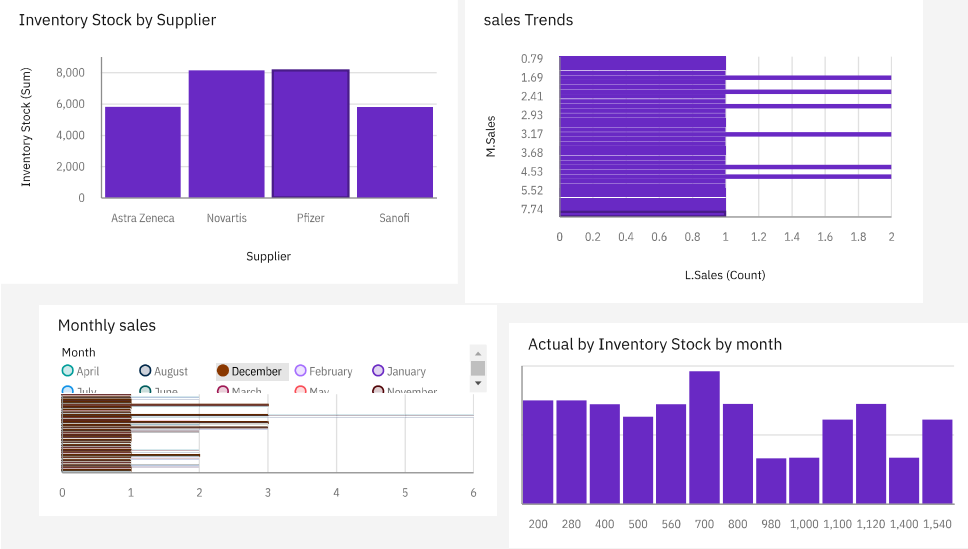 Inventory Stock by Supplier
Inventory Stock (Sum)
8,000
6,000
4,000
2,000
0
Astra Zeneca Novartis Pfizer Sanofi
Supplier
sales Trends
M.Sales
0.79
1.69
2.41
2.93
3.17
3.68
4.53
5.52
7.74
0 0.2 0.4 0.6 0.8 1 1.2 1.4 1.6 1.8 2
L.Sales (Count)
Monthly sales
Month
April August December February January
July June March May November
0 1 2 3 4 5 6
Actual by Inventory Stock by month
200 280 400 500 560 700 800 980 1,000 1,100 1,120 1,400 1,540